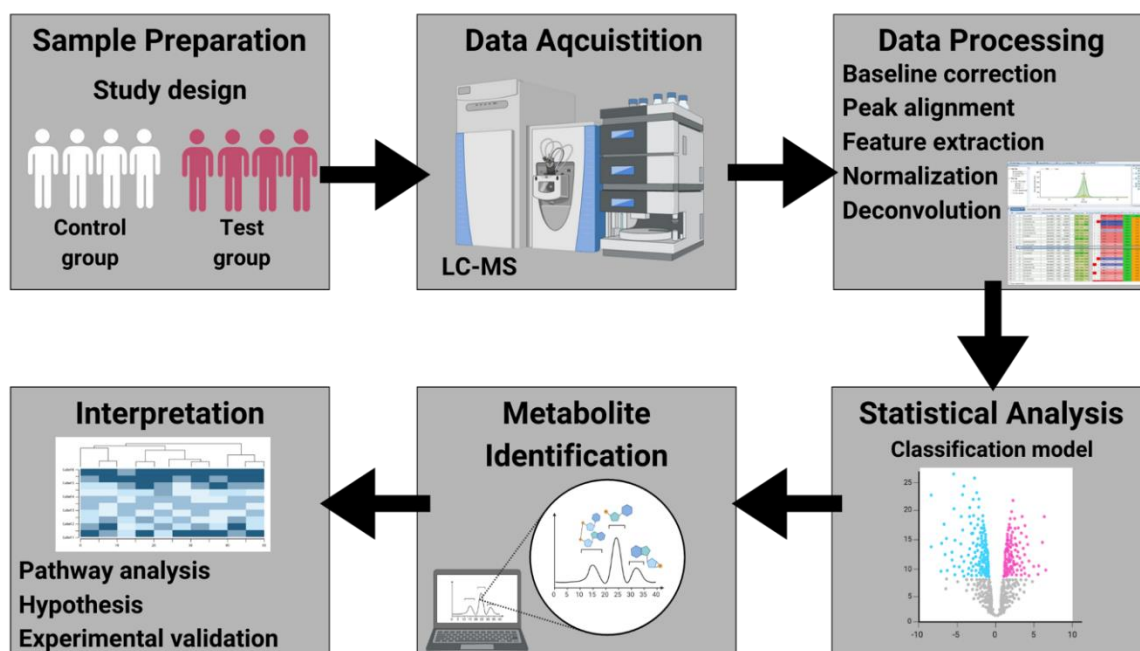 Sample Preparation
Study design
Control
group
Test
group
Data Aqcuistition
LC-MS
Data Processing
Baseline correction
Peak alignment
Feature extraction
Normalization
Deconvolution
Statistical Analysis
Classification model
25
20
15
10
5
0
-10 -5 0 5 10
Metabolite
Identification
0 5 10 15 20 25 30 35 40
Interpretation
Pathway analysis
Hypothesis
Experimental validation